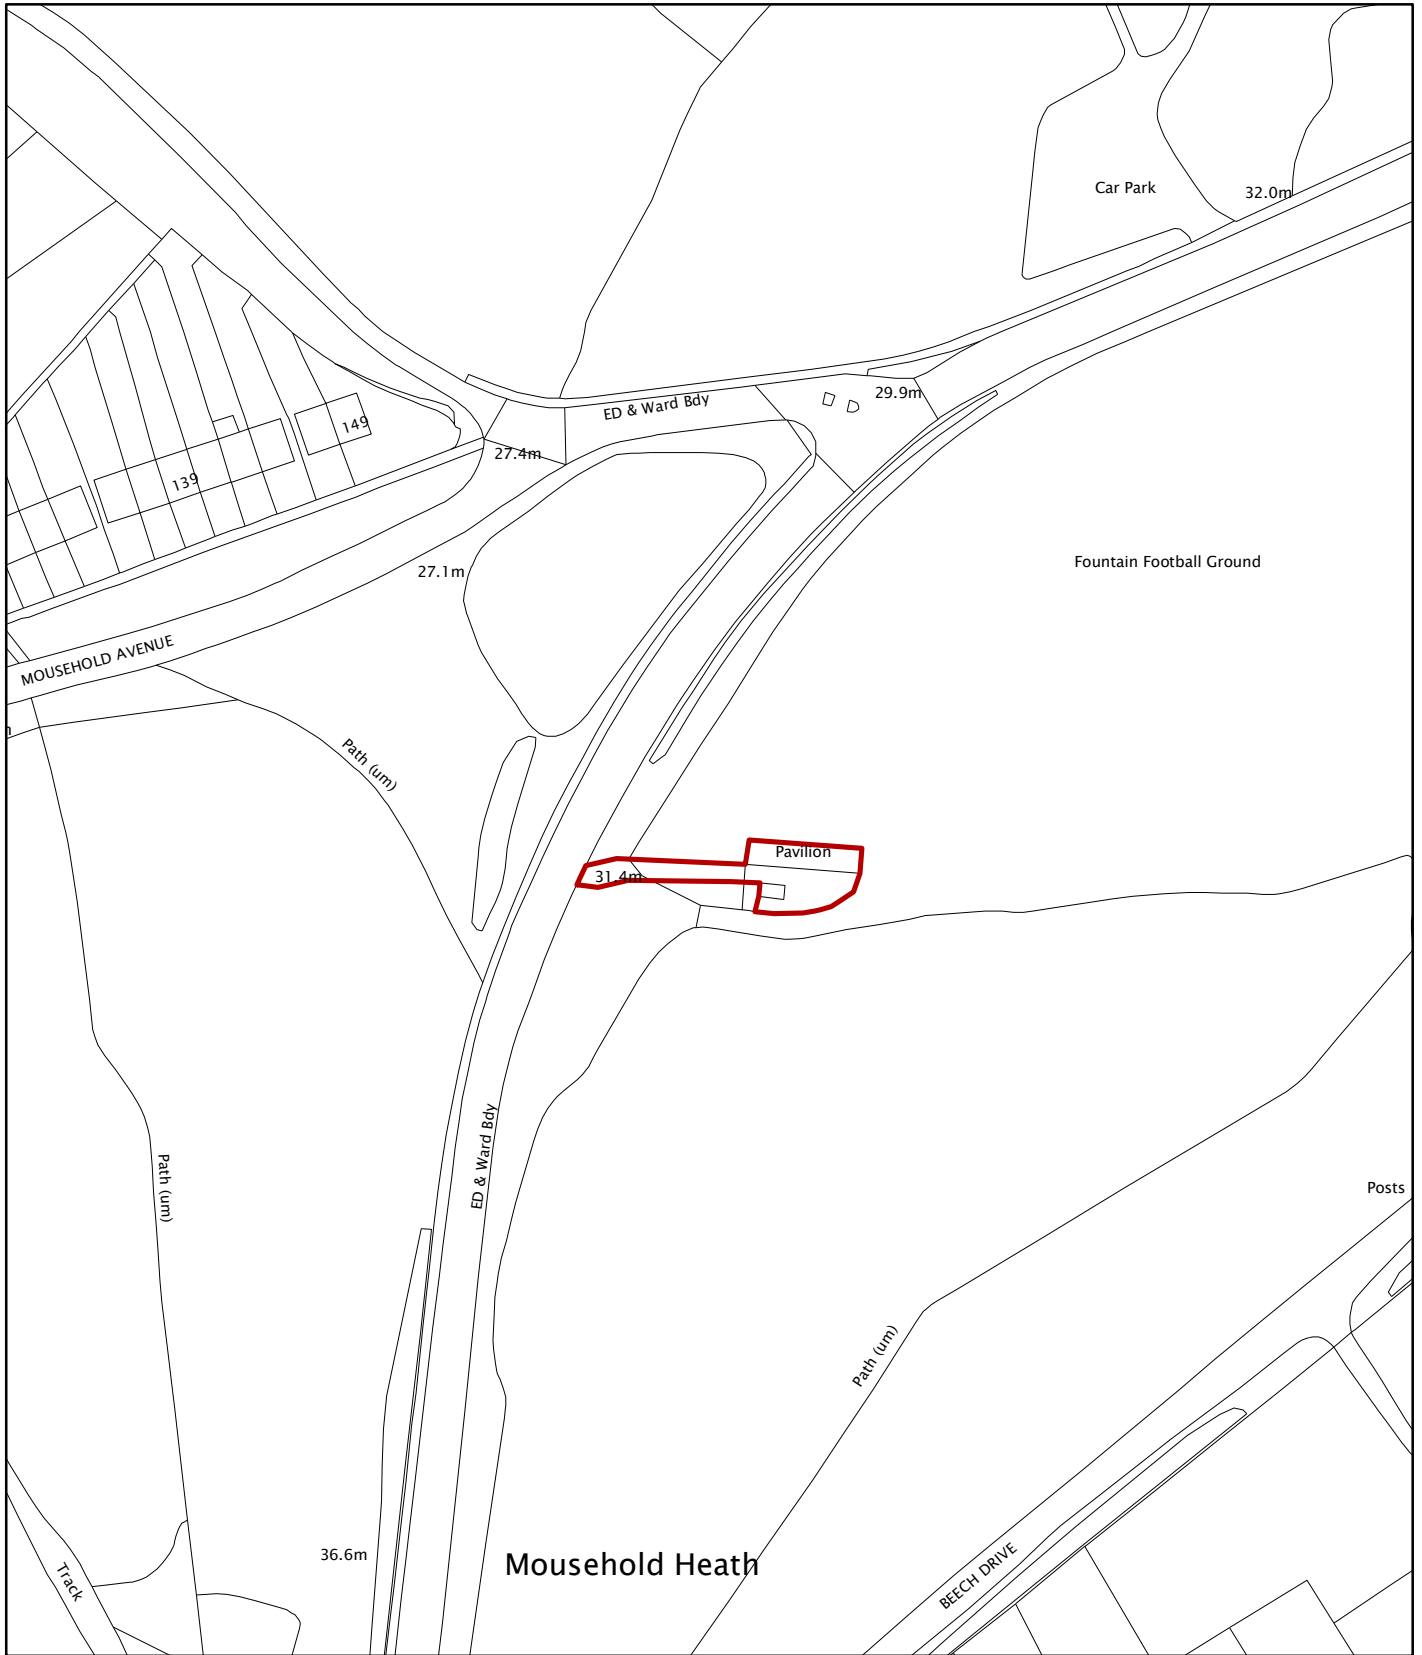 Car Park
32.0m
29.9m
ED & Ward Bdy
149
27.4m
139
Fountain Football Ground
27.1m
MOUSEHOLD AVENUE
Path (um)
Pavilion
31.4m
ED & Ward Bdy
Path (um)
Posts
Path (um)
36.6m
Mousehold Heath
Track
BEECH DRIVE